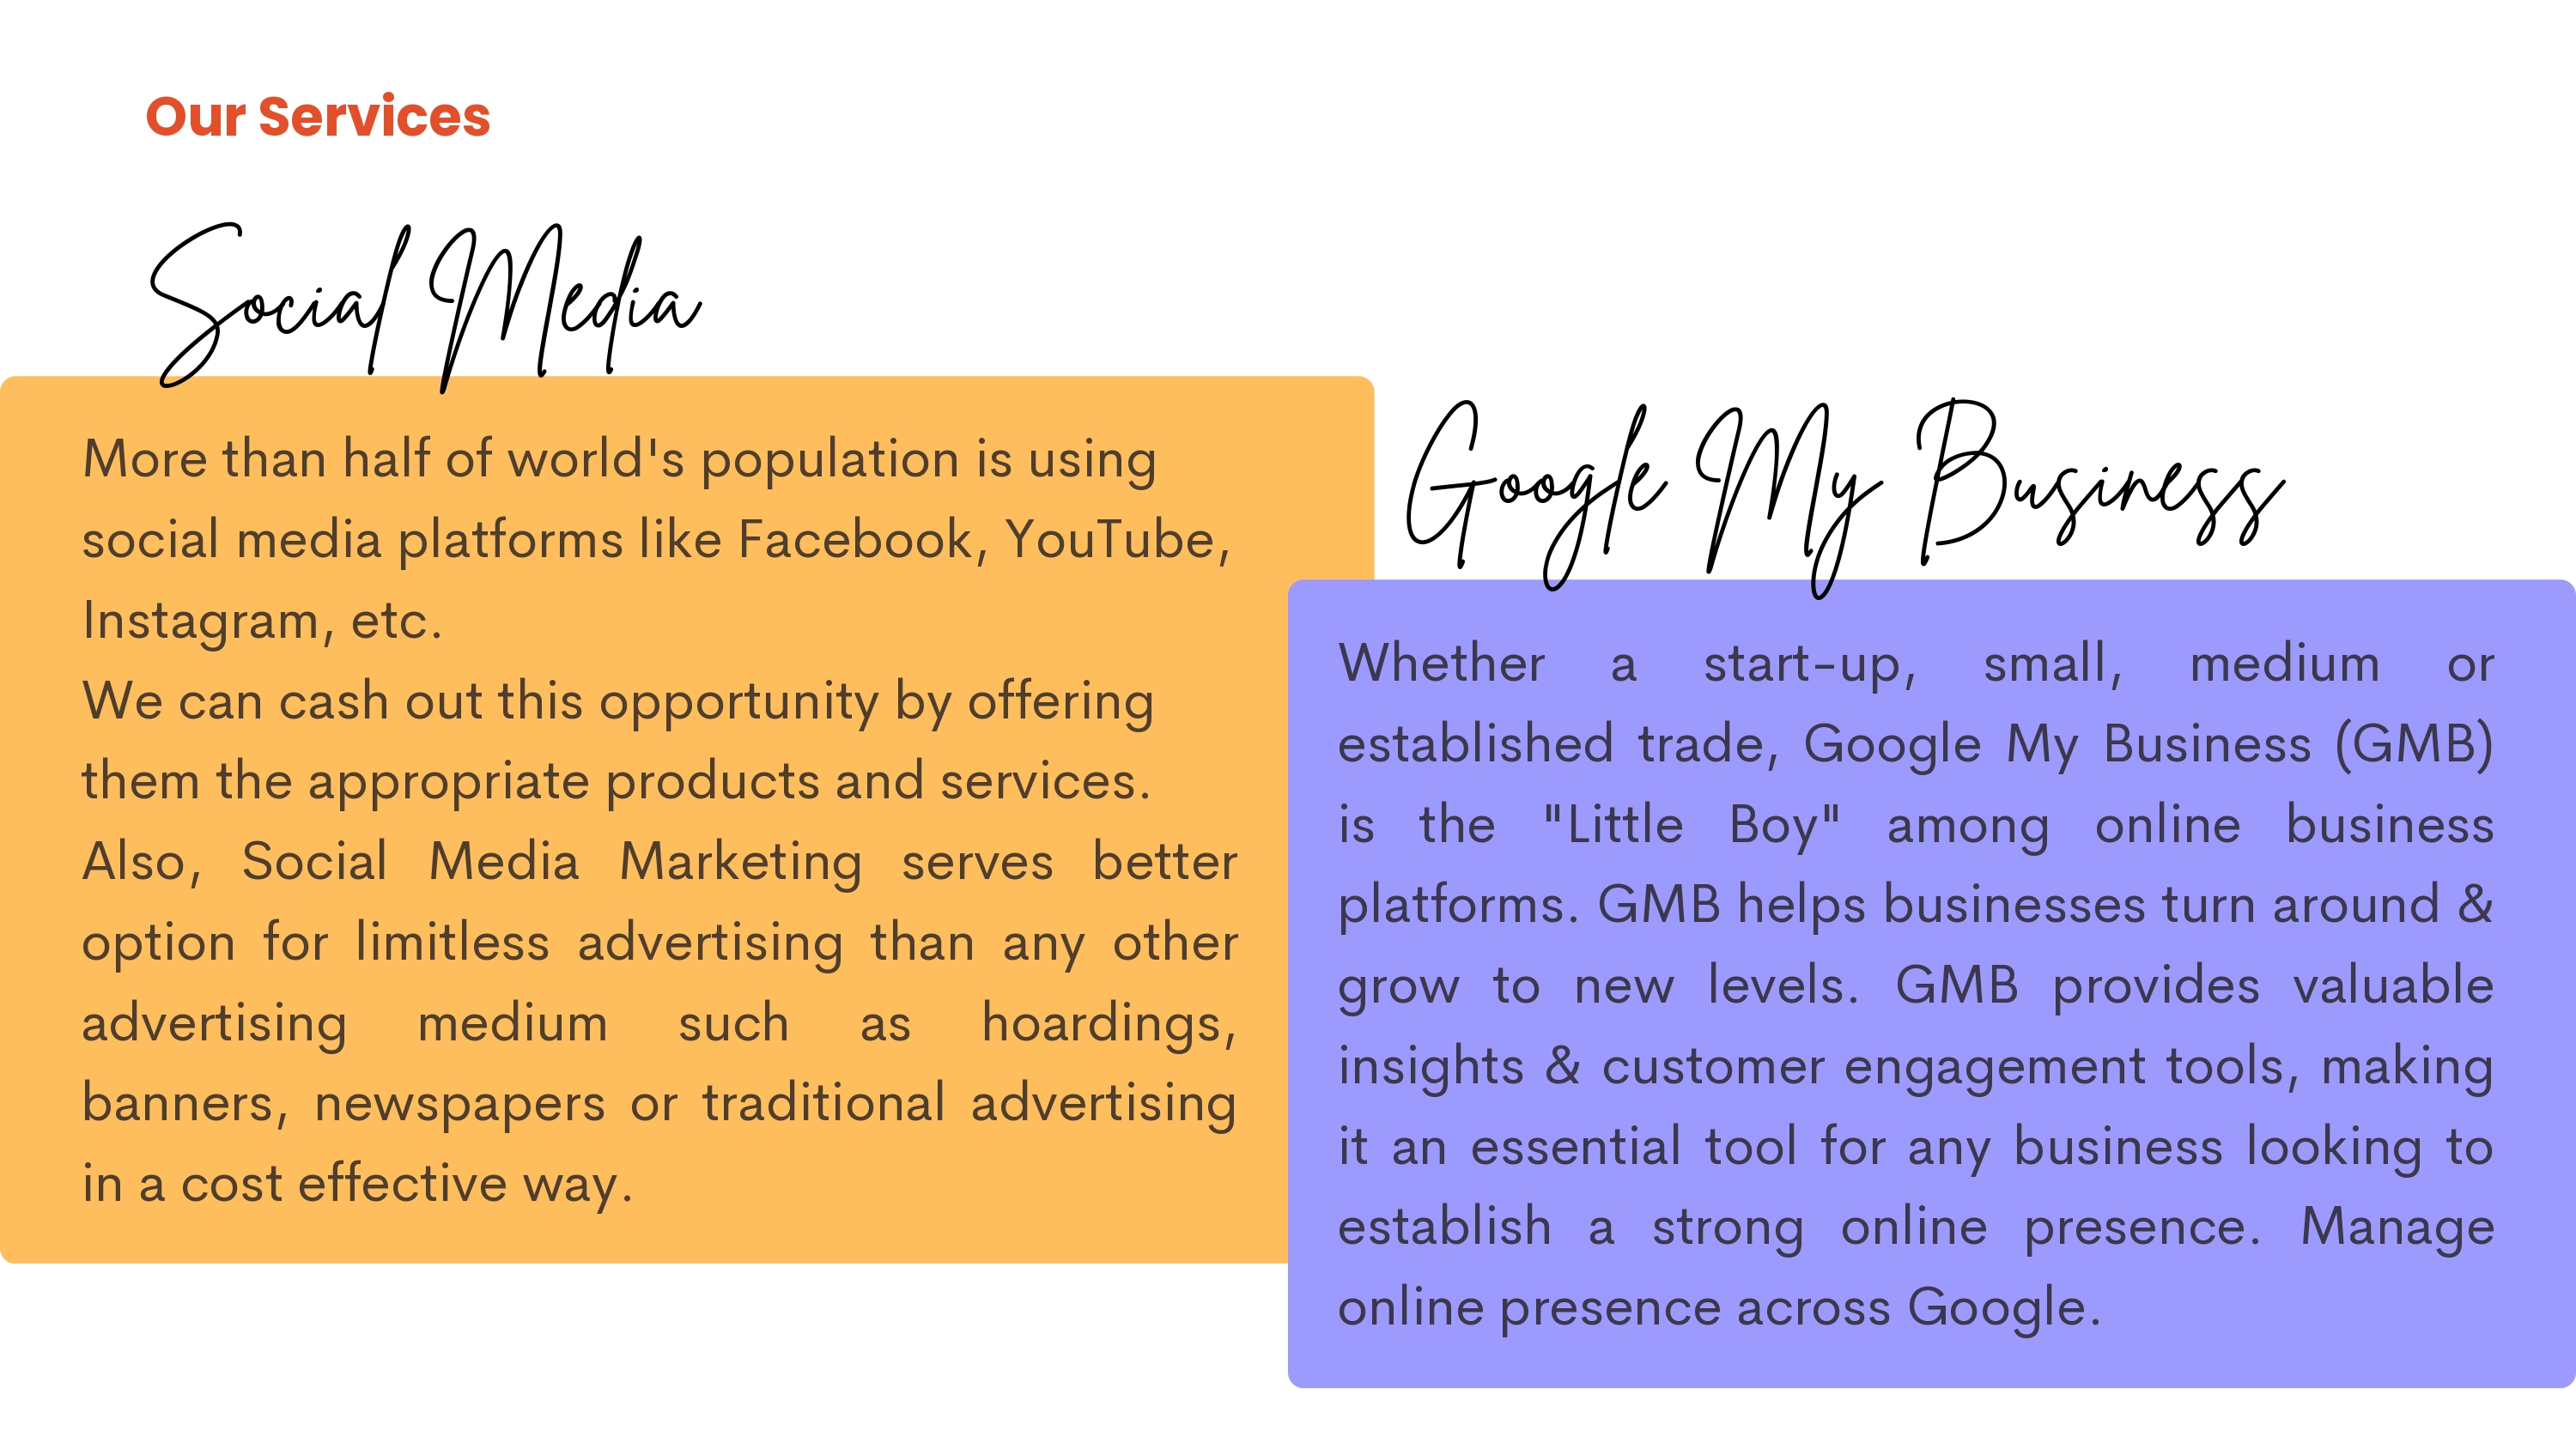 Our Services
Social Media
More than half of world's population is using
social media platforms like Facebook, YouTube,
Instagram, etc.
We can cash out this opportunity by offering
them the appropriate products and services.
Also, Social Media Marketing serves better
option for limitless advertising than any other
advertising medium such as hoardings,
banners, newspapers or traditional advertising
in a cost effective way.
Google My Business
Whether a start-up, small, medium or
established trade, Google My Business (GMB)
is the "Little Boy" among online business
platforms. GMB helps businesses turn around &
grow to new levels. GMB provides valuable
insights & customer engagement tools, making
it an essential tool for any business looking to
establish a strong online presence. Manage
online presence across Google.